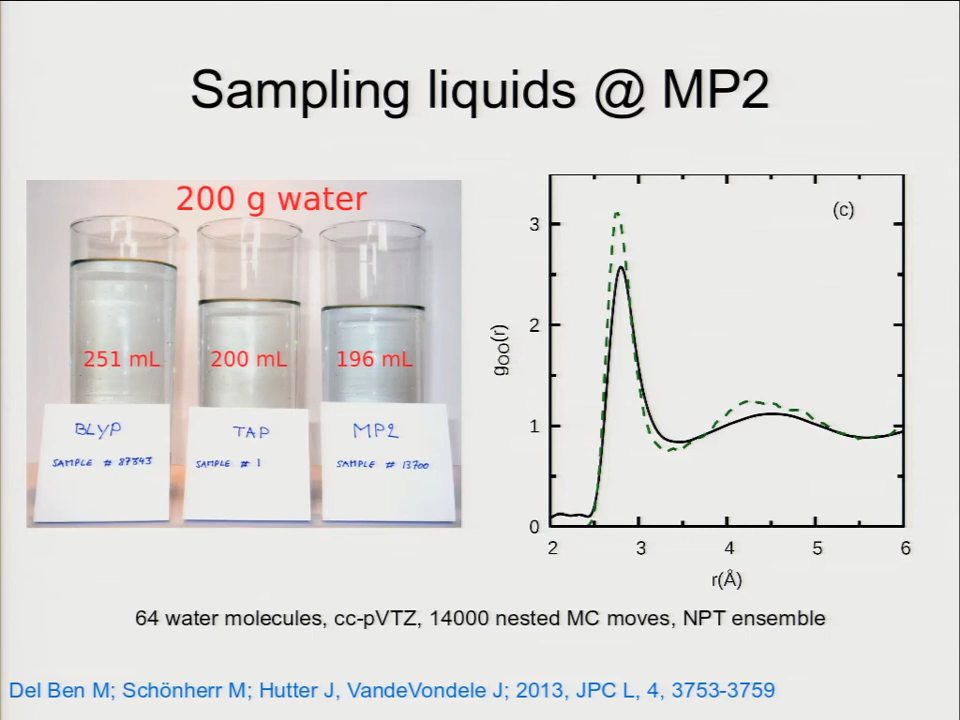 Sampling liquids @ MP2
200 g water
251 mL
200 mL
196 mL
BLYP
SAMPLE # 87343
TAP
SAMPLE # 1
MP2
SAMPLE # 13700
(c)
3
2
1
0
gOO(r)
2 3 4 5 6
r(Å)
64 water molecules, cc-pVTZ, 14000 nested MC moves, NPT ensemble
Del Ben M; Schönherr M; Hutter J, VandeVondele J; 2013, JPC L, 4, 3753-3759